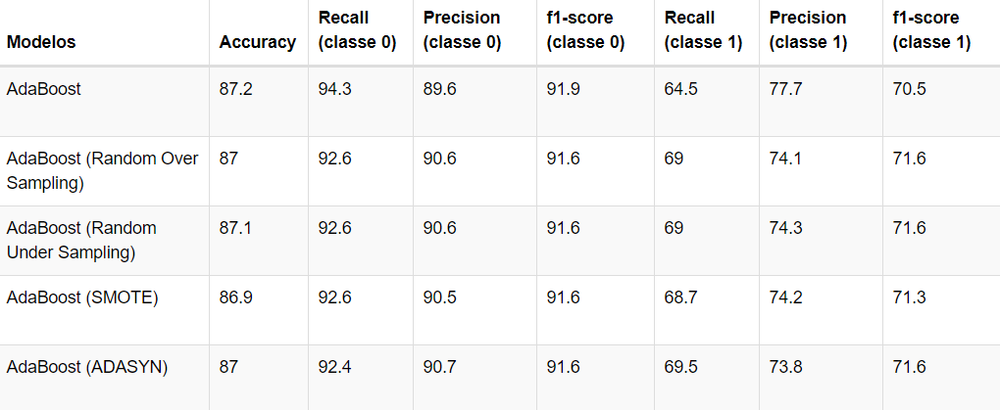 Modelos Accuracy Recall (classe 0) Precision (classe 0) f1-score (classe 0) Recall (classe 1) Precision (classe 1) f1-score (classe 1)
AdaBoost 87.2 94.3 89.6 91.9 64.5 77.7 70.5
AdaBoost (Random Over Sampling) 87 92.6 90.6 91.6 69 74.1 71.6
AdaBoost (Random Under Sampling) 87.1 92.6 90.6 91.6 69 74.3 71.6
AdaBoost (SMOTE) 86.9 92.6 90.5 91.6 68.7 74.2 71.3
AdaBoost (ADASYN) 87 92.4 90.7 91.6 69.5 73.8 71.6